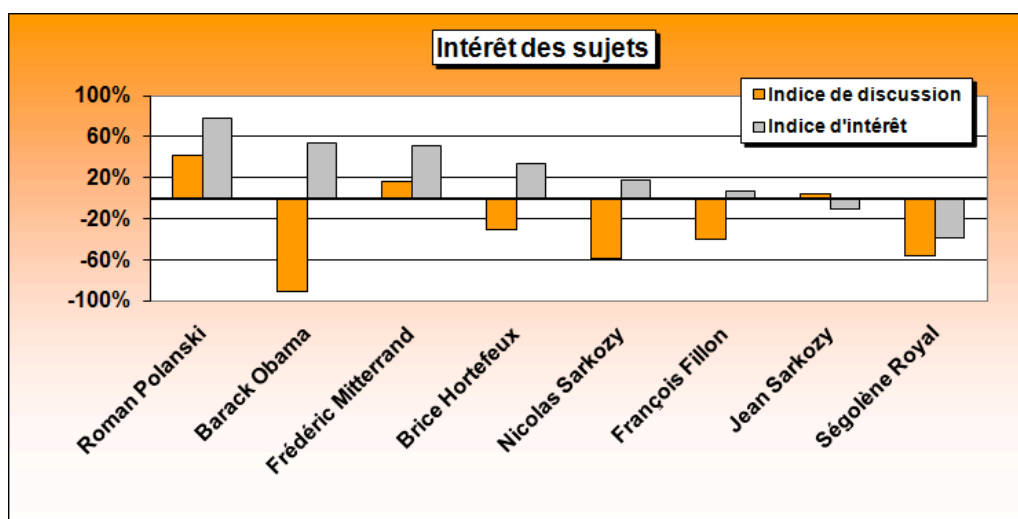 Intérêt des sujets
Indice de discussion
Indice d'intérêt
100%
60%
20%
-20%
-60%
-100%
Roman Polanski
Barack Obama
Frédéric Mitterrand
Brice Hortefeux
Nicolas Sarkozy
François Fillon
Jean Sarkozy
Ségolène Royal